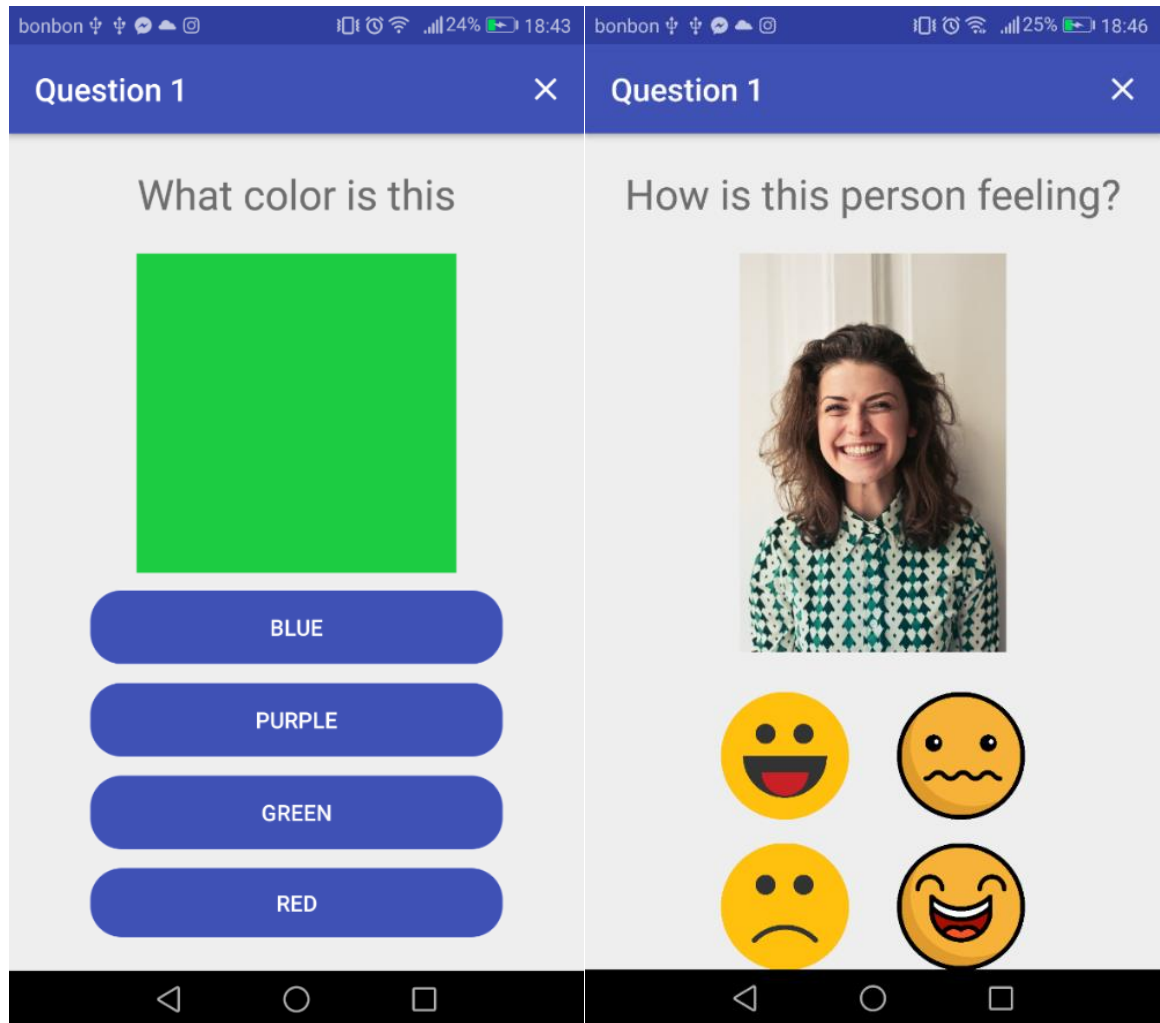 bonbon 24% 18:43
Question 1
What color is this
BLUE
PURPLE
GREEN
RED
bonbon 25% 18:46
Question 1
How is this person feeling?